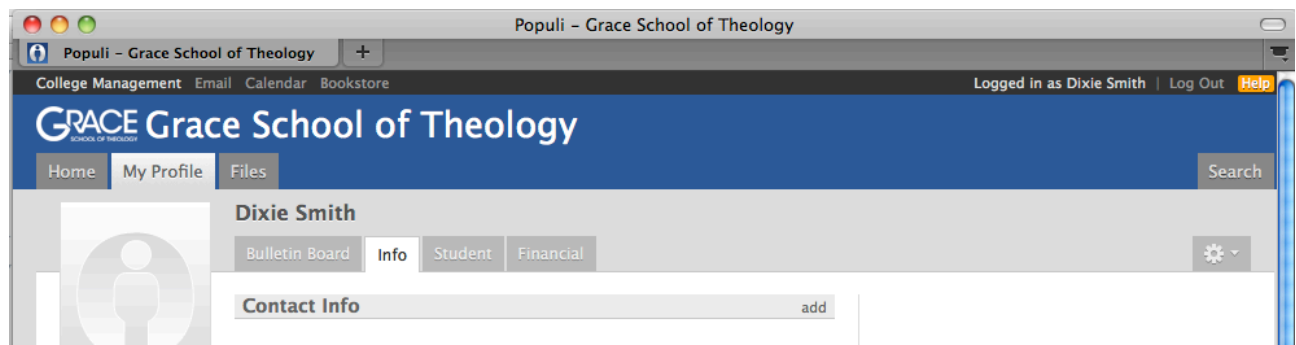 Populi – Grace School of Theology
Populi – Grace School of Theology +
College Management Email Calendar Bookstore Logged in as Dixie Smith | Log Out Help
GRACE SCHOOL OF THEOLOGY Grace School of Theology
Home My Profile Files Search
Dixie Smith
Bulletin Board Info Student Financial
Contact Info add